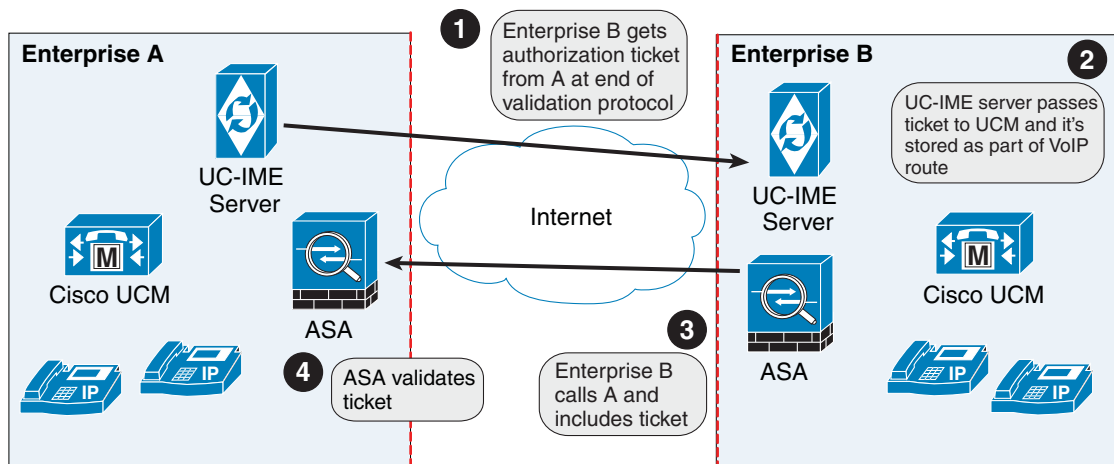 Enterprise A
1
Enterprise B gets
authorization ticket
from A at end of
validation protocol
Enterprise B
2
UC-IME server passes
ticket to UCM and it's
stored as part of VoIP
route
UC-IME
Server
Internet
UC-IME
Server
M
Cisco UCM
ASA
M
Cisco UCM
ASA
IP
IP
4
ASA validates
ticket
3
Enterprise B
calls A and
includes ticket
IP
IP